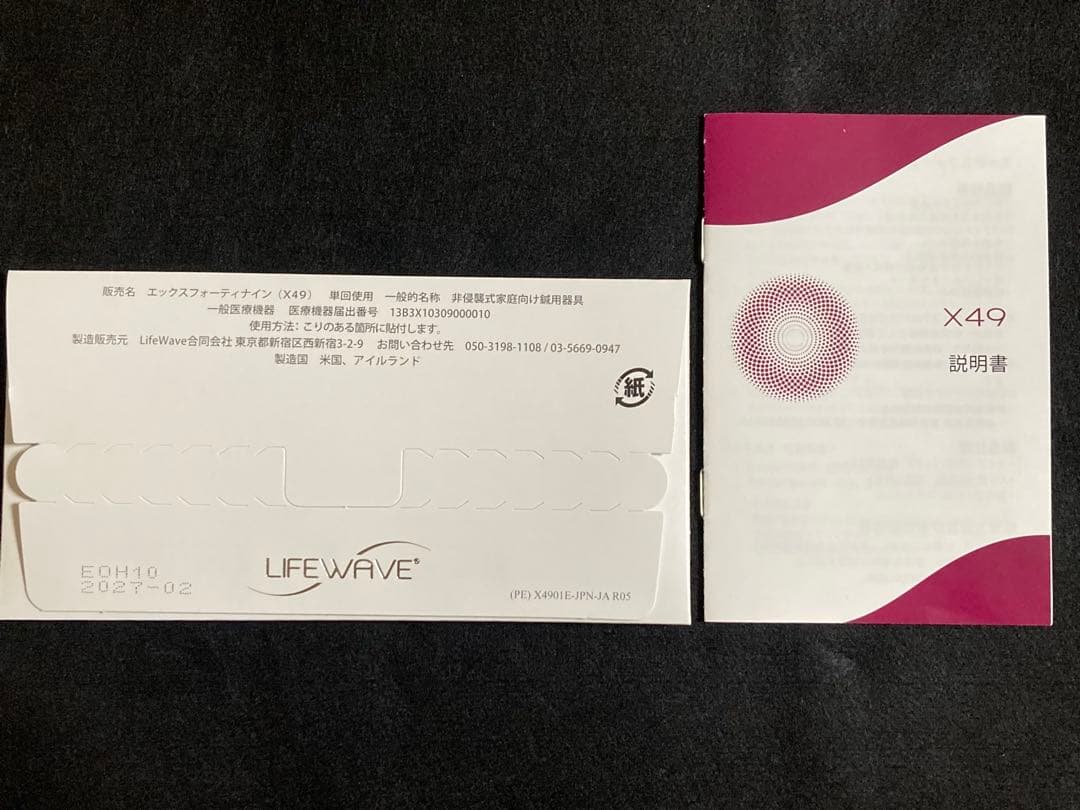 販売名 エックスフォーティナイン（X49） 単回使用 一般的名称 非侵襲式家庭向け鍼用器具
一般医療機器 医療機器届出番号 13B3X10309000010
使用方法：こりのある箇所に貼付します。
製造販売元 LifeWave合同会社 東京都新宿区西新宿3-2-9 お問い合わせ先 050-3198-1108 / 03-5669-0947
製造国 米国、アイルランド
紙
EOH10
2027-02
LIFEWAVE®
(PE) X4901E-JPN-JA R05
X49
説明書